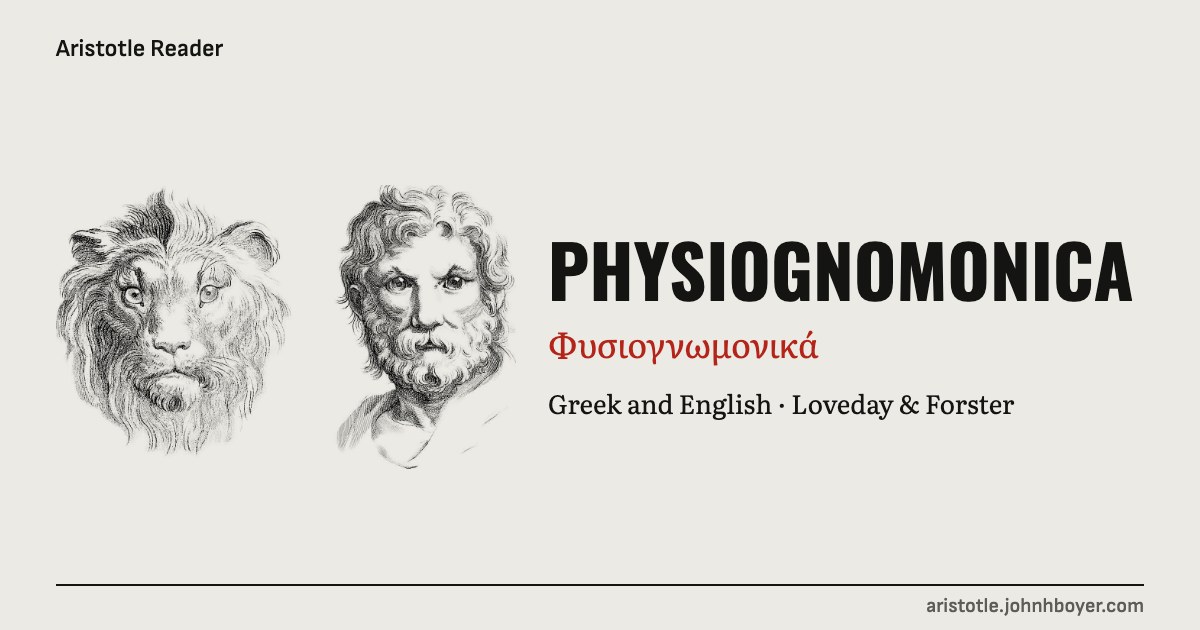 Aristotle Reader
PHYSIOGNOMONICA
Φυσιογνωμονικά
Greek and English · Loveday & Forster
aristotle.johnhboyer.com